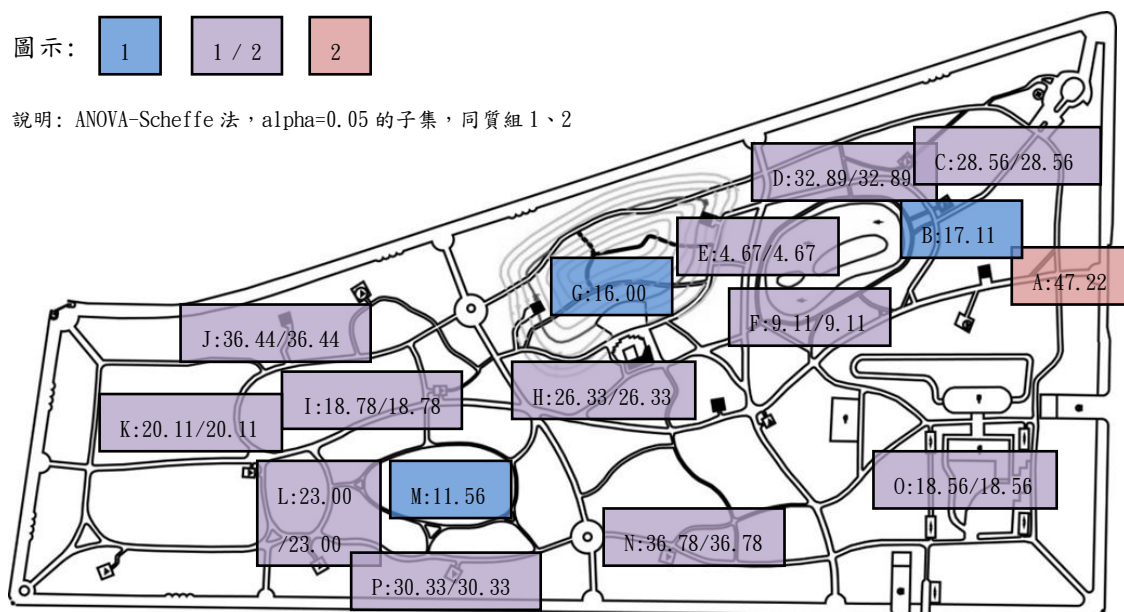 圖示:
1
1 / 2
2
說明: ANOVA-Scheffe 法，alpha=0.05 的子集，同質組 1、2
C:28.56/28.56
D:32.89/32.89
B:17.11
E:4.67/4.67
A:47.22
G:16.00
F:9.11/9.11
J:36.44/36.44
H:26.33/26.33
I:18.78/18.78
K:20.11/20.11
L:23.00
/23.00
M:11.56
O:18.56/18.56
N:36.78/36.78
P:30.33/30.33